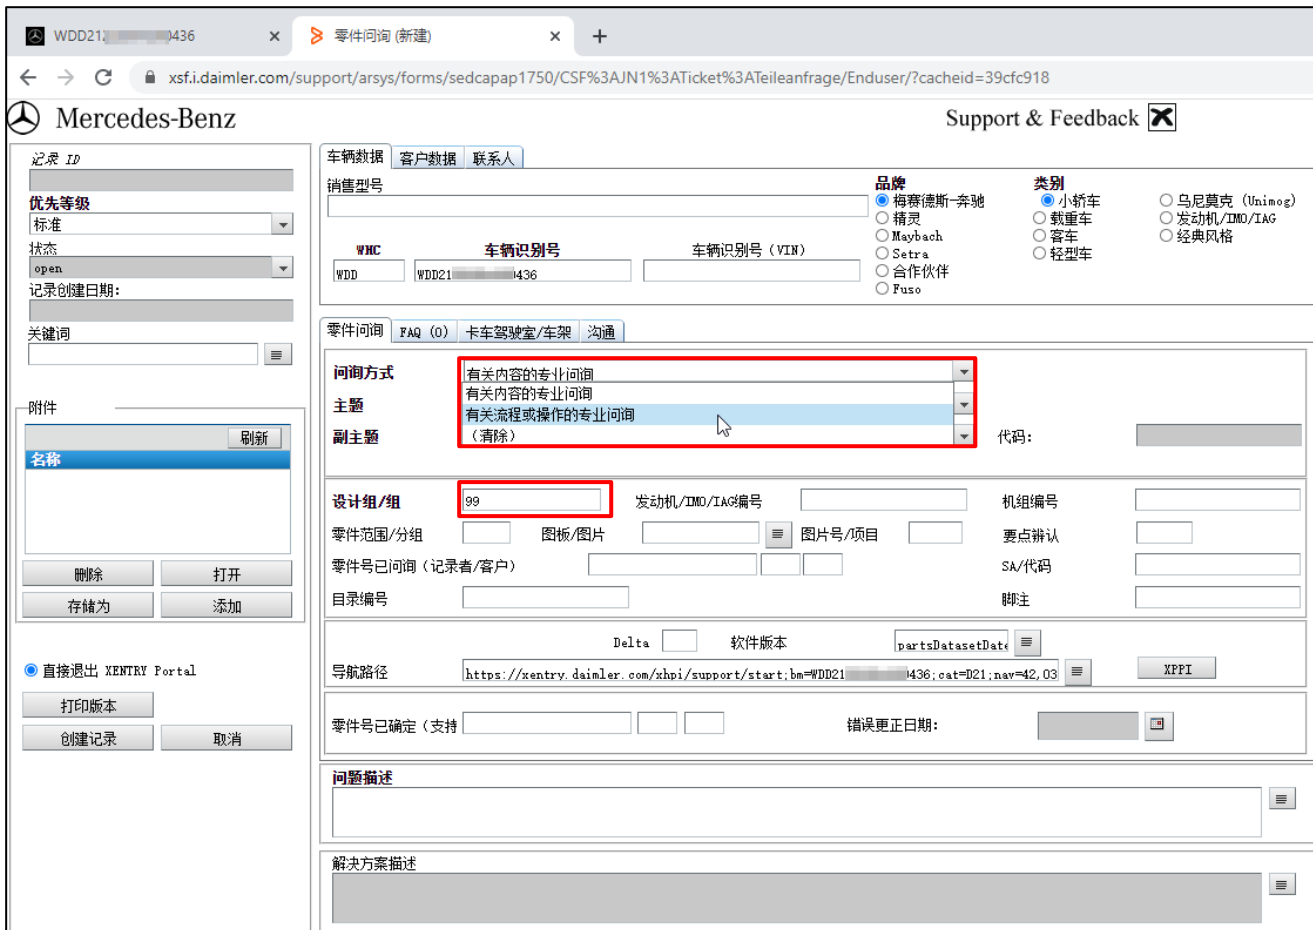 WDD21 0436
零件问询 (新建)
xsf.i.daimler.com/support/arsys/forms/sedcapap1750/CSF%3AJN1%3ATicket%3ATeileanfrage/Enduser/?cacheid=39cfc918
Mercedes-Benz
Support & Feedback
记录 ID
优先等级
标准
状态
open
记录创建日期:
关键词
附件
刷新
名称
删除 打开
存储为 添加
直接退出 XENTRY Portal
打印版本
创建记录 取消
车辆数据 客户数据 联系人
销售型号
WHC 车辆识别号 车辆识别号 (VIN)
WDD WDD21 436
品牌
梅赛德斯-奔驰
精灵
Maybach
Setra
合作伙伴
Fuso
类别
小轿车
载重车
客车
轻型车
乌尼莫克 (Unimog)
发动机/IMO/IAG
经典风格
零件问询 FAQ (0) 卡车驾驶室/车架 沟通
问询方式 有关内容的专业问询
有关内容的专业问询
主题 有关流程或操作的专业问询
副主题 (清除) 代码:
设计组/组 99 发动机/IMO/IAG编号 机组编号
零件范围/分组 图板/图片 图片号/项目 要点辨认
零件号已问询 (记录者/客户) SA/代码
目录编号 脚注
Delta 软件版本 partsDatasetDate
导航路径 https://xentry.daimler.com/xhpi/support/start;bm=WDD21 436;cat=D21;nav=42,03 XPPI
零件号已确定 (支持 错误更正日期:
问题描述
解决方案描述